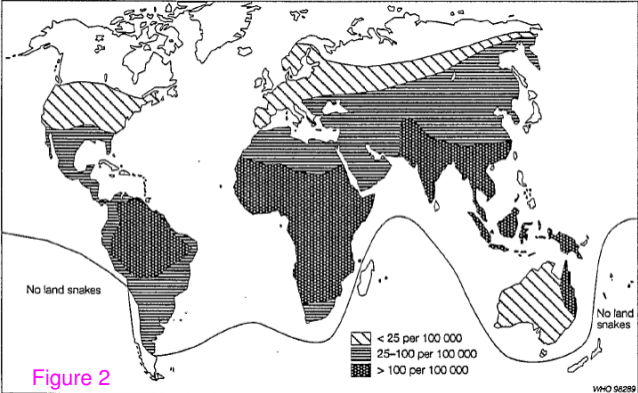 No land snakes
No land
snakes
< 25 per 100 000
25–100 per 100 000
> 100 per 100 000
Figure 2
WHO 98289